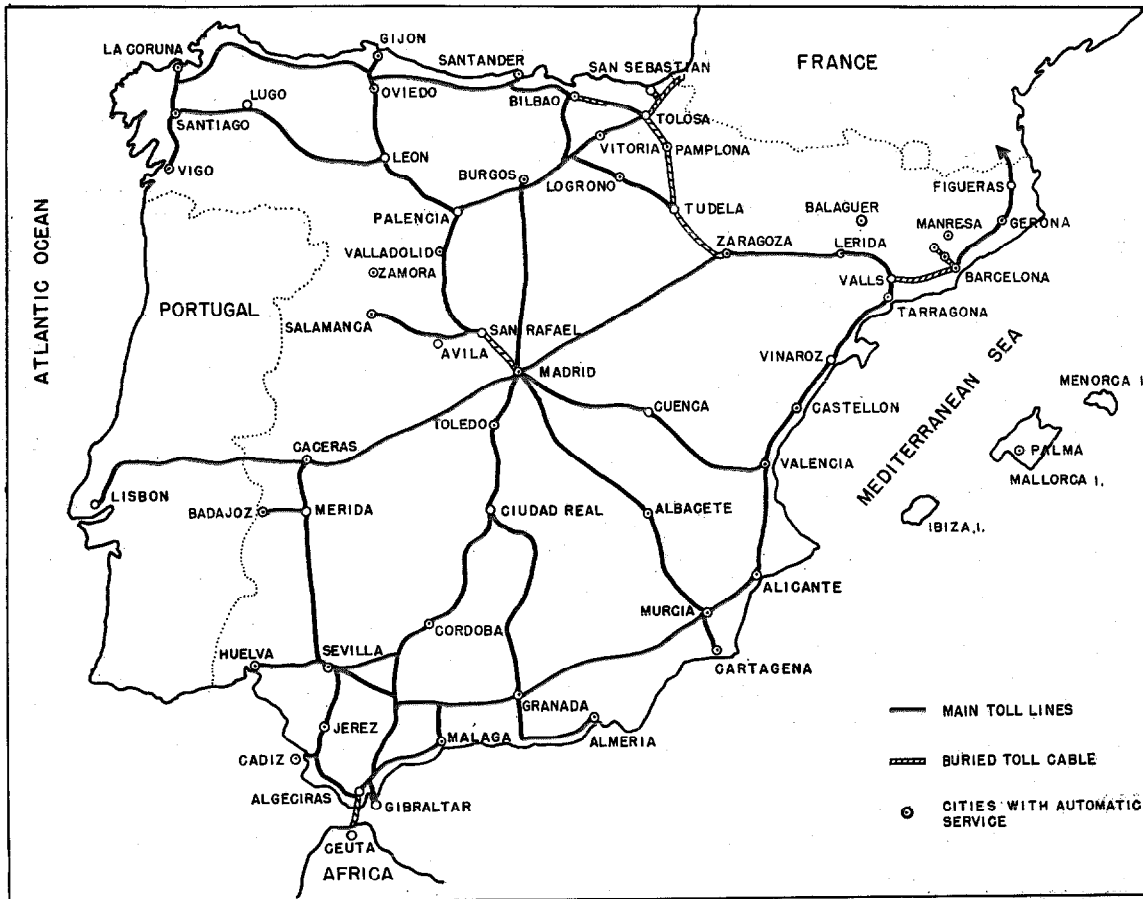 GIJON
LA CORUNA
SANTANDER
SAN SEBASTIAN
FRANCE
OVIEDO
BILBAO
LUGO
TOLOSA
SANTIAGO
VITORIA
PAMPLONA
LEON
VIGO
BURGOS
LOGRONO
FIGUERAS
PALENCIA
TUDELA
BALAGUER
MANRESA
GERONA
VALLADOLID
ZARAGOZA
LERIDA
ZAMORA
VALLS
BARCELONA
ATLANTIC OCEAN
PORTUGAL
SALAMANCA
SAN RAFAEL
TARRAGONA
AVILA
VINAROZ
MADRID
MENORCA I
CUENCA
CASTELLON
TOLEDO
MEDITERRANEAN SEA
CACERAS
PALMA
VALENCIA
MALLORCA I.
LISBON
BADAJOZ
MERIDA
CIUDAD REAL
ALBACETE
IBIZA, I.
ALICANTE
MURCIA
CORDOBA
HUELVA
SEVILLA
CARTAGENA
GRANADA
MAIN TOLL LINES
JEREZ
MALAGA
ALMERIA
CADIZ
BURIED TOLL CABLE
ALGECIRAS
GIBRALTAR
CITIES WITH AUTOMATIC
SERVICE
CEUTA
AFRICA